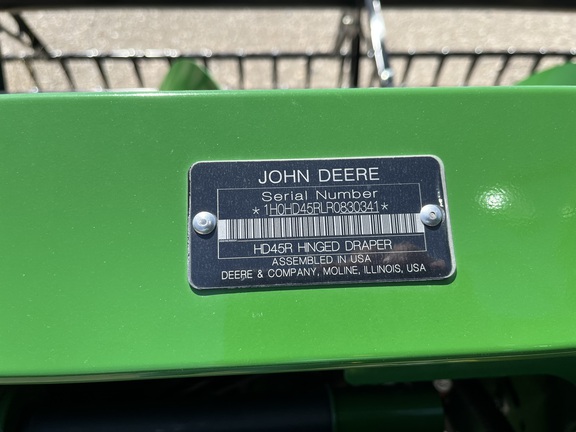 JOHN DEERE
Serial Number
*1H0HD45RLR0830341*
HD45R HINGED DRAPER
ASSEMBLED IN USA
DEERE & COMPANY, MOLINE, ILLINOIS, USA